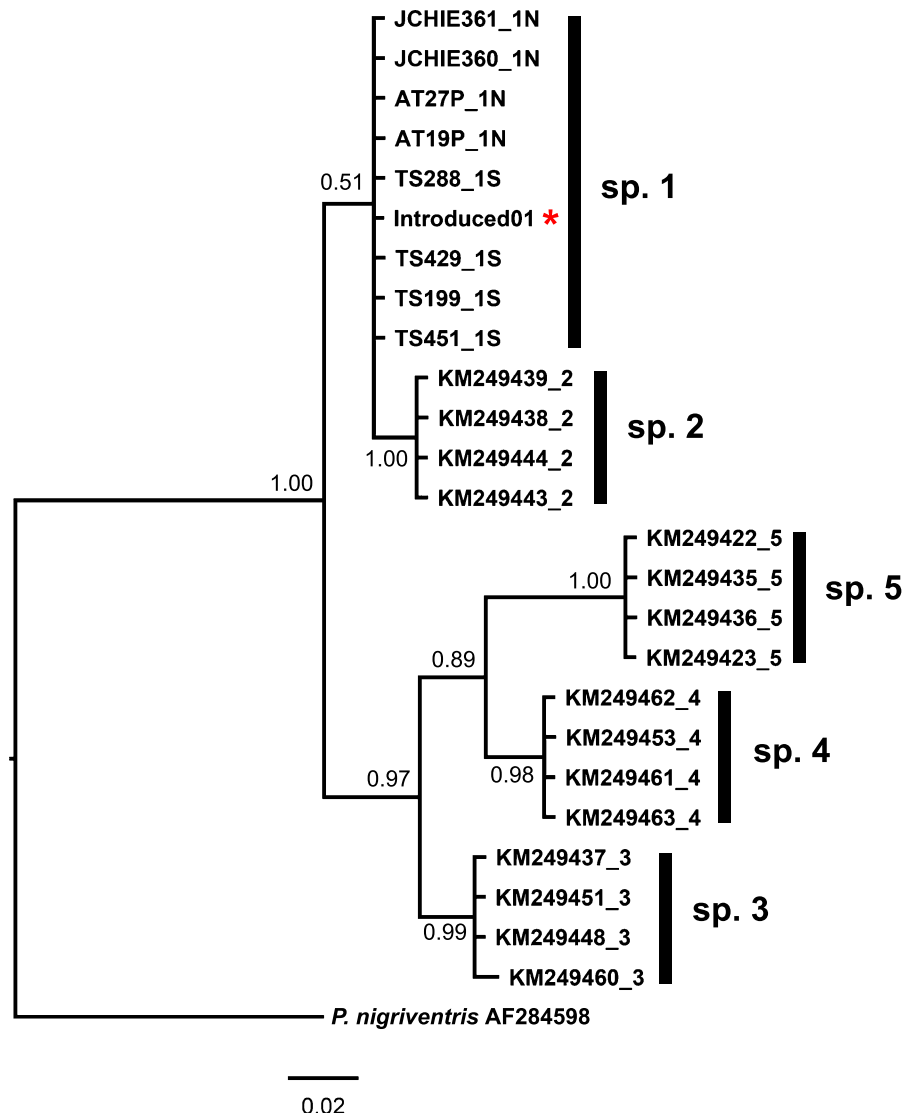 JCHIE361_1N
JCHIE360_1N
AT27P_1N
AT19P_1N
0.51
TS288_1S
sp. 1
Introduced01 *
TS429_1S
TS199_1S
TS451_1S
KM249439_2
KM249438_2
sp. 2
1.00
KM249444_2
1.00
KM249443_2
KM249422_5
1.00
KM249435_5
sp. 5
KM249436_5
0.89
KM249423_5
KM249462_4
KM249453_4
sp. 4
0.97
0.98
KM249461_4
KM249463_4
KM249437_3
KM249451_3
sp. 3
0.99
KM249448_3
KM249460_3
P. nigriventris AF284598
0.02